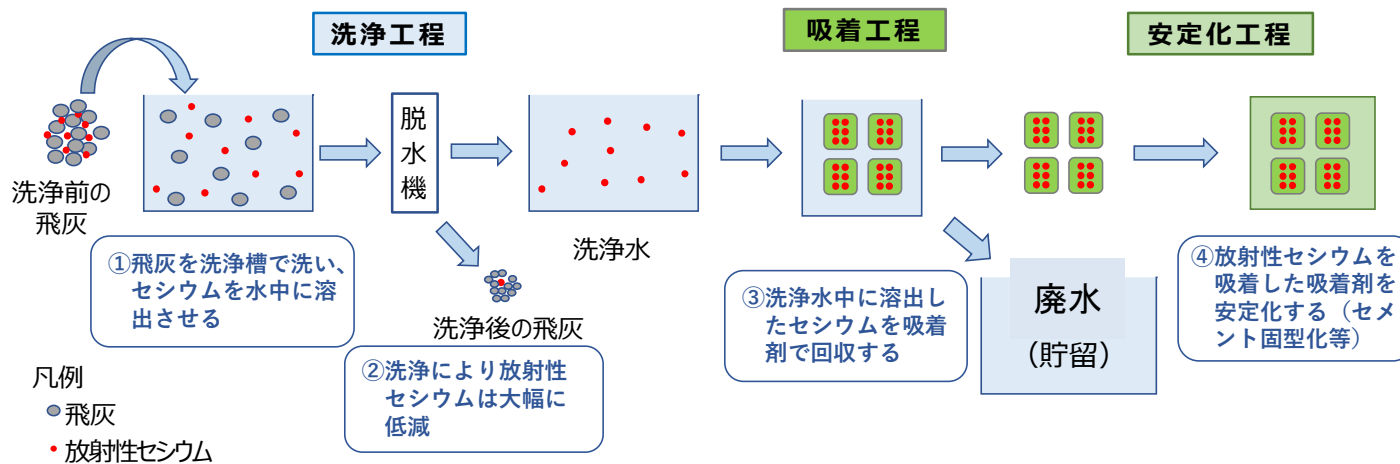 洗浄工程
吸着工程
安定化工程
洗浄前の
飛灰
脱
水
機
洗浄水
洗浄後の飛灰
①飛灰を洗浄槽で洗い、
セシウムを水中に溶
出させる
②洗浄により放射性
セシウムは大幅に
低減
③洗浄水中に溶出し
たセシウムを吸着
剤で回収する
廃水
（貯留）
④放射性セシウムを
吸着した吸着剤を
安定化する（セメ
ント固型化等）
凡例
飛灰
放射性セシウム